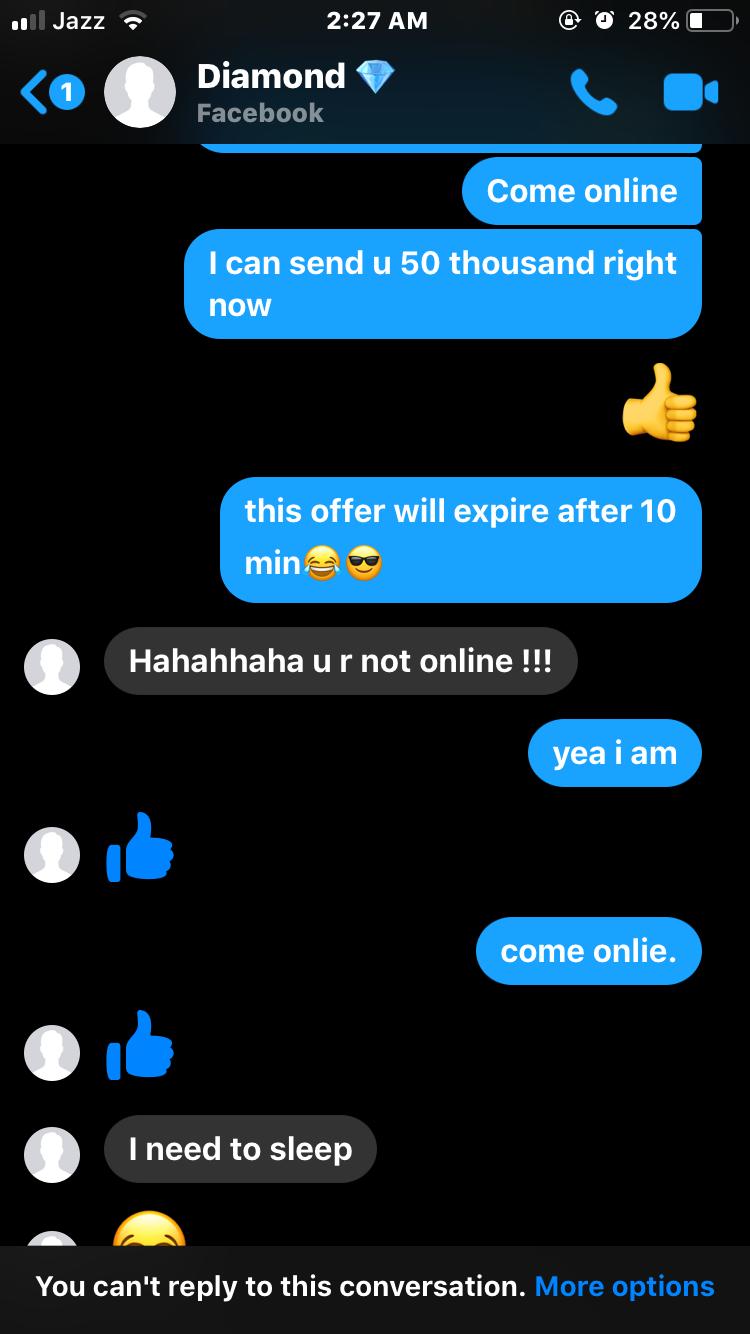 Jazz 2:27 AM 28%
1 Diamond 💎
Facebook
Come online
I can send u 50 thousand right
now
👍
this offer will expire after 10
min😂😎
Hahahhaha u r not online !!!
yea i am
come onlie.
I need to sleep
You can't reply to this conversation. More options